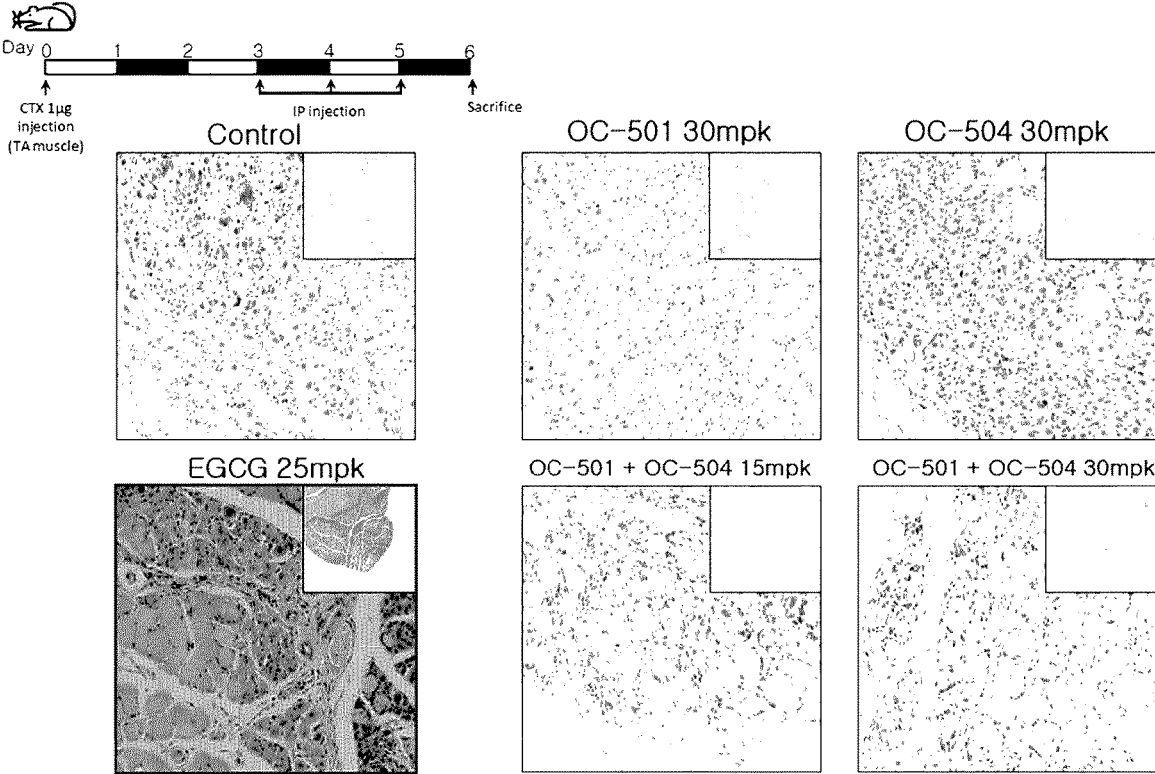 Day 0 1 2 3 4 5 6
CTX 1µg
injection
(TA muscle)
IP injection
Sacrifice
Control
OC-501 30mpk
OC-504 30mpk
EGCG 25mpk
OC-501 + OC-504 15mpk
OC-501 + OC-504 30mpk